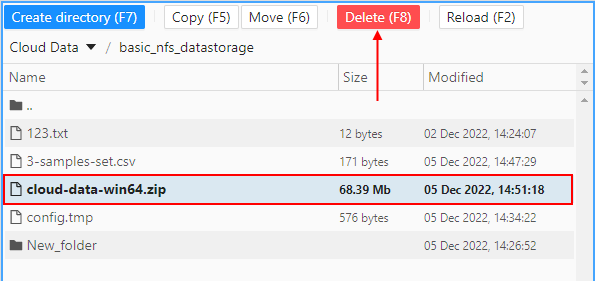 Create directory (F7) Copy (F5) Move (F6) Delete (F8) Reload (F2)
Cloud Data / basic_nfs_datastorage
Name Size Modified
..
123.txt 12 bytes 02 Dec 2022, 14:24:07
3-samples-set.csv 171 bytes 05 Dec 2022, 14:47:29
cloud-data-win64.zip 68.39 Mb 05 Dec 2022, 14:51:18
config.tmp 576 bytes 05 Dec 2022, 14:34:22
New_folder 05 Dec 2022, 14:26:52